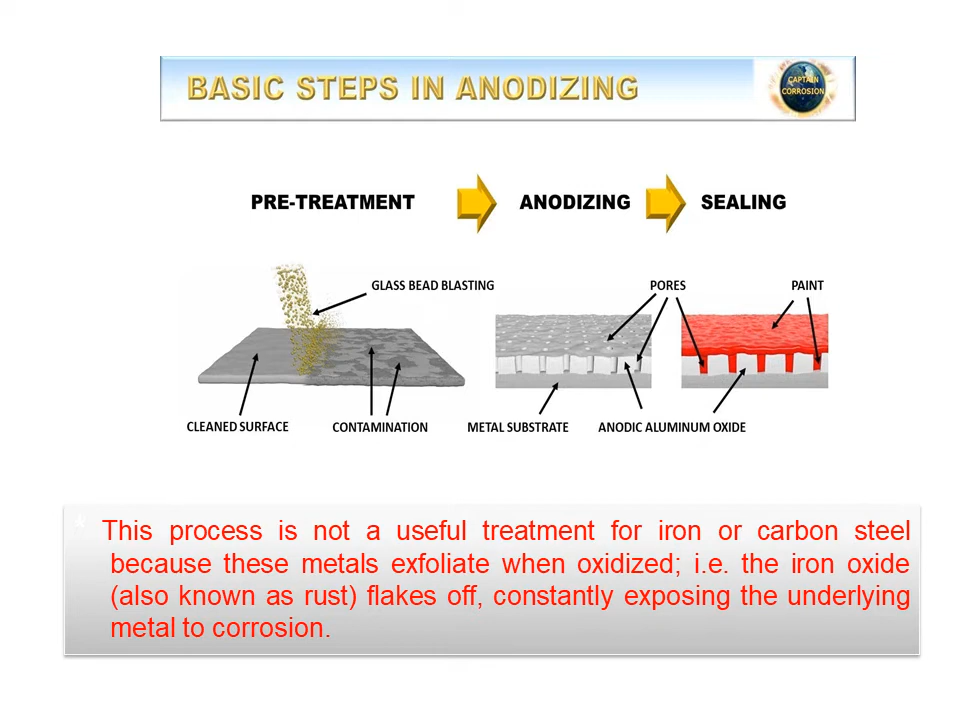 BASIC STEPS IN ANODIZING
CAPTAIN
CORROSION
PRE-TREATMENT
ANODIZING
SEALING
GLASS BEAD BLASTING
PORES
PAINT
CLEANED SURFACE
CONTAMINATION
METAL SUBSTRATE
ANODIC ALUMINUM OXIDE
* This process is not a useful treatment for iron or carbon steel
because these metals exfoliate when oxidized; i.e. the iron oxide
(also known as rust) flakes off, constantly exposing the underlying
metal to corrosion.